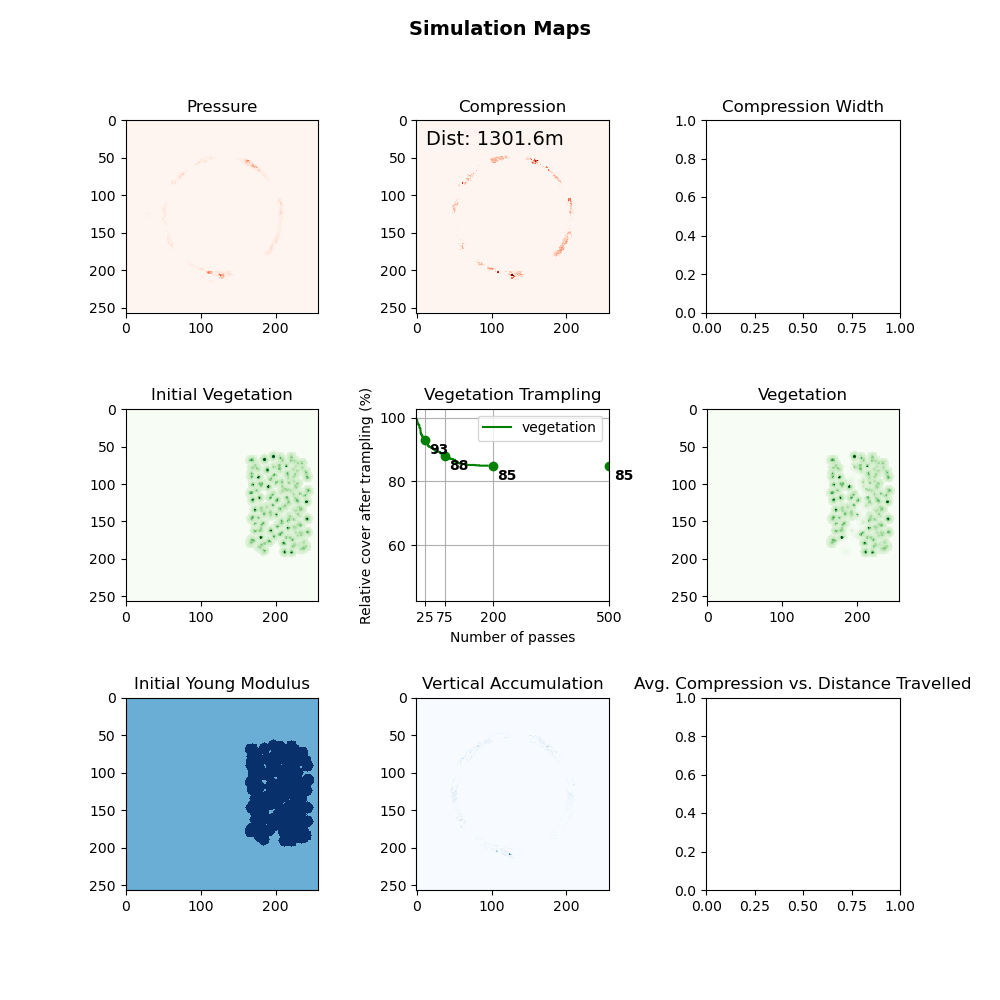 Simulation Maps
Pressure
0
50
100
150
200
250
0 100 200
Compression
Dist: 1301.6m
0
50
100
150
200
250
0 100 200
Compression Width
1.0
0.8
0.6
0.4
0.2
0.0
0.00 0.25 0.50 0.75 1.00
Initial Vegetation
0
50
100
150
200
250
0 100 200
Vegetation Trampling
Relative cover after trampling (%)
100
80
60
vegetation
93
88
85
85
25 75 200 500
Number of passes
Vegetation
0
50
100
150
200
250
0 100 200
Initial Young Modulus
0
50
100
150
200
250
0 100 200
Vertical Accumulation
0
50
100
150
200
250
0 100 200
Avg. Compression vs. Distance Travelled
1.0
0.8
0.6
0.4
0.2
0.0
0.00 0.25 0.50 0.75 1.00